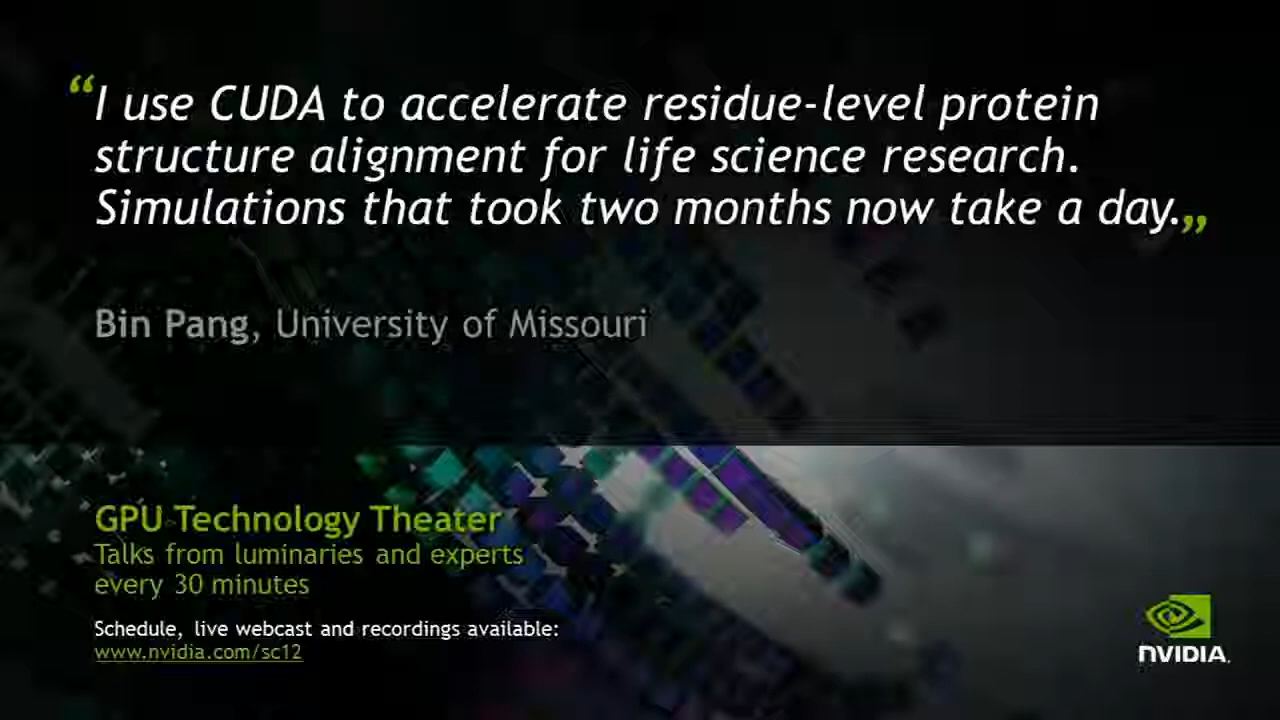 “I use CUDA to accelerate residue-level protein
structure alignment for life science research.
Simulations that took two months now take a day.”
Bin Pang, University of Missouri
GPU Technology Theater
Talks from luminaries and experts
every 30 minutes
Schedule, live webcast and recordings available:
www.nvidia.com/sc12
NVIDIA.